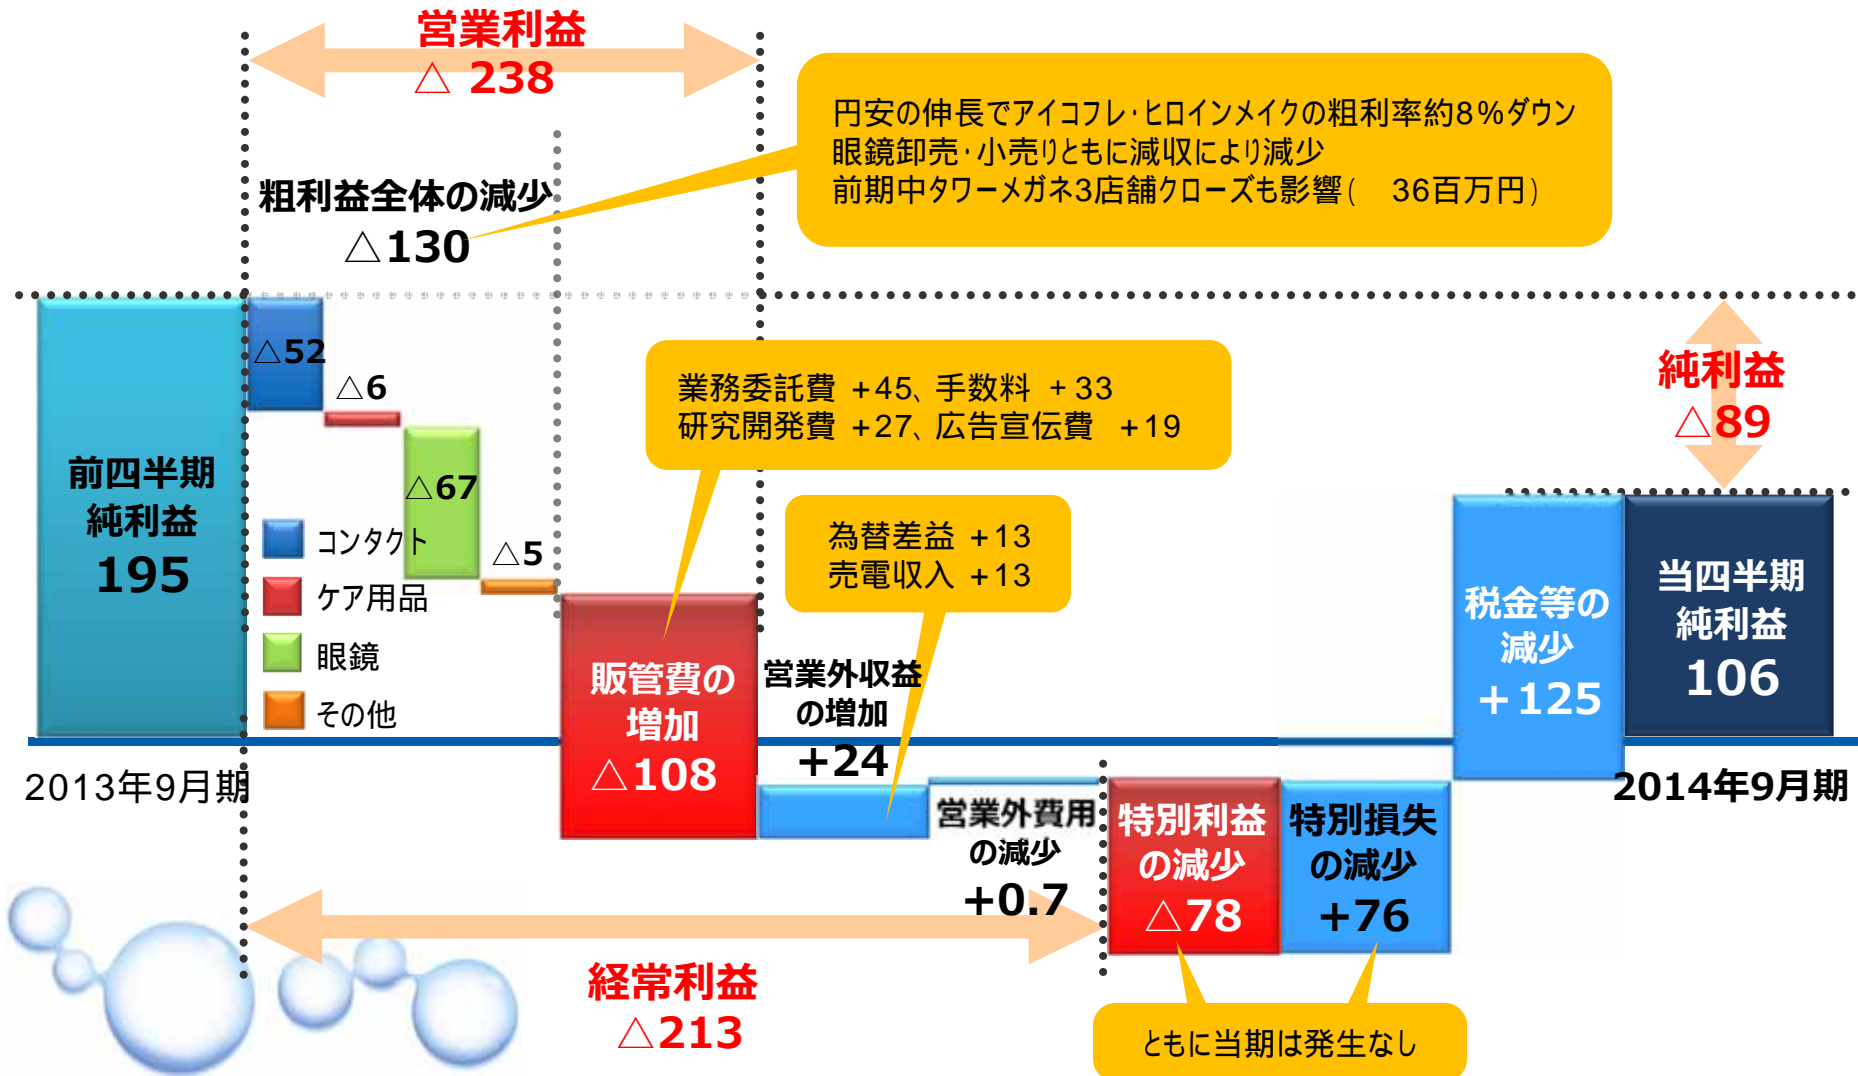 営業利益
△ 238
円安の伸長でアイコフレ・ヒロインメイクの粗利率約8%ダウン
眼鏡卸売・小売りともに減収により減少
前期中タワーメガネ3店舗クローズも影響( 36百万円)
粗利益全体の減少
△130
△52
△6
△67
△5
前四半期
純利益
195
コンタクト
ケア用品
眼鏡
その他
業務委託費 +45、手数料 +33
研究開発費 +27、広告宣伝費 +19
為替差益 +13
売電収入 +13
純利益
△89
販管費の
増加
△108
営業外収益
の増加
+24
営業外費用
の減少
+0.7
特別利益
の減少
△78
特別損失
の減少
+76
税金等の
減少
+125
当四半期
純利益
106
2013年9月期
2014年9月期
経常利益
△213
ともに当期は発生なし